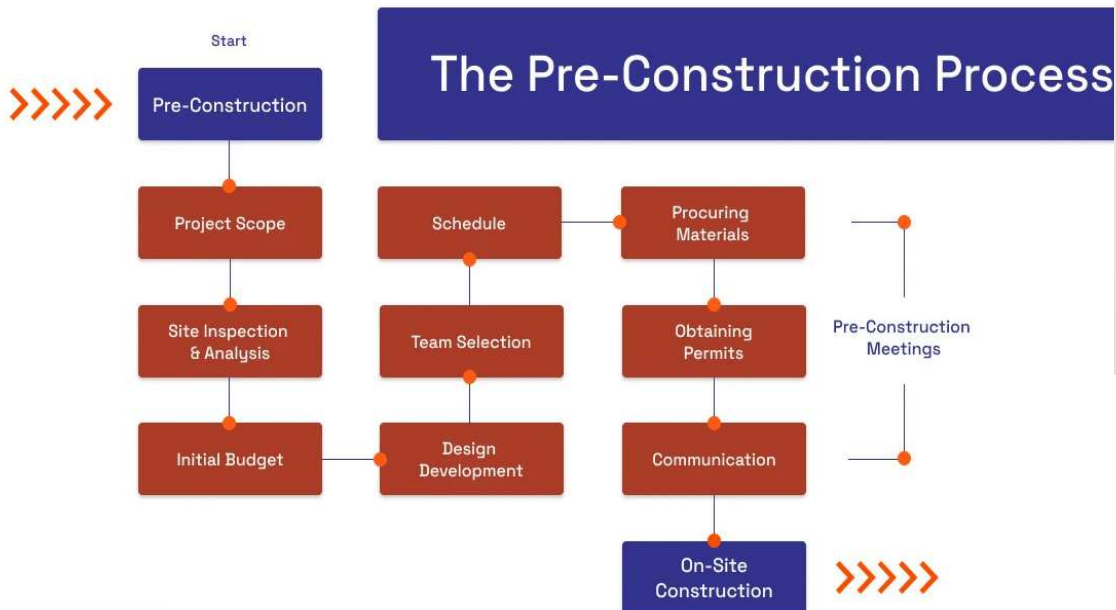 Start
The Pre-Construction Process
Pre-Construction
Project Scope
Site Inspection
& Analysis
Initial Budget
Design
Development
Team Selection
Schedule
Procuring
Materials
Obtaining
Permits
Communication
Pre-Construction
Meetings
On-Site
Construction